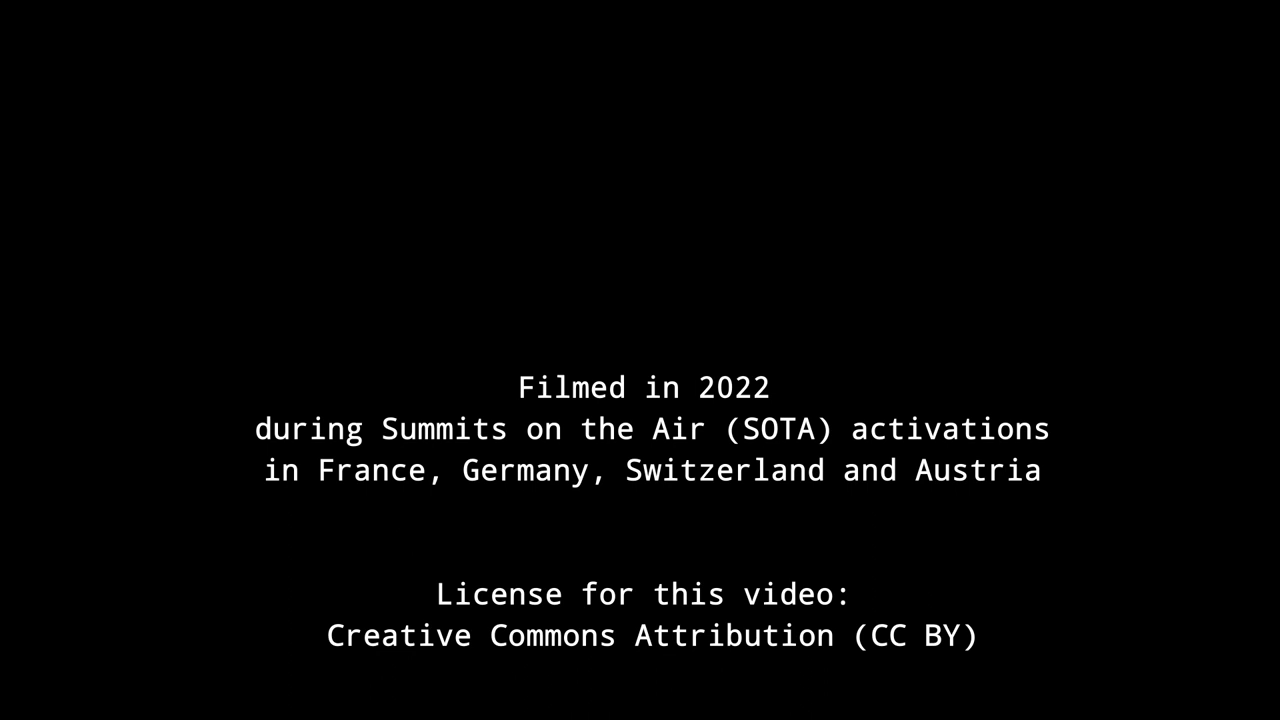 Filmed in 2022
during Summits on the Air (SOTA) activations
in France, Germany, Switzerland and Austria
License for this video:
Creative Commons Attribution (CC BY)